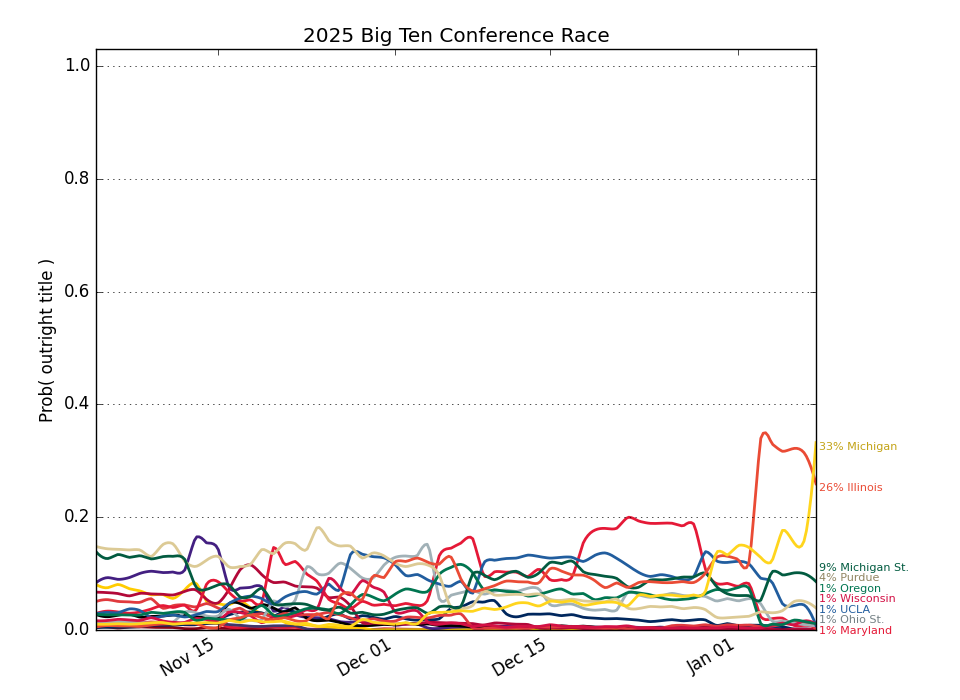 2025 Big Ten Conference Race
1.0
0.8
0.6
0.4
0.2
0.0
Prob( outright title )
33% Michigan
26% Illinois
9% Michigan St.
4% Purdue
1% Oregon
1% Wisconsin
1% UCLA
1% Ohio St.
1% Maryland
Nov 15
Dec 01
Dec 15
Jan 01